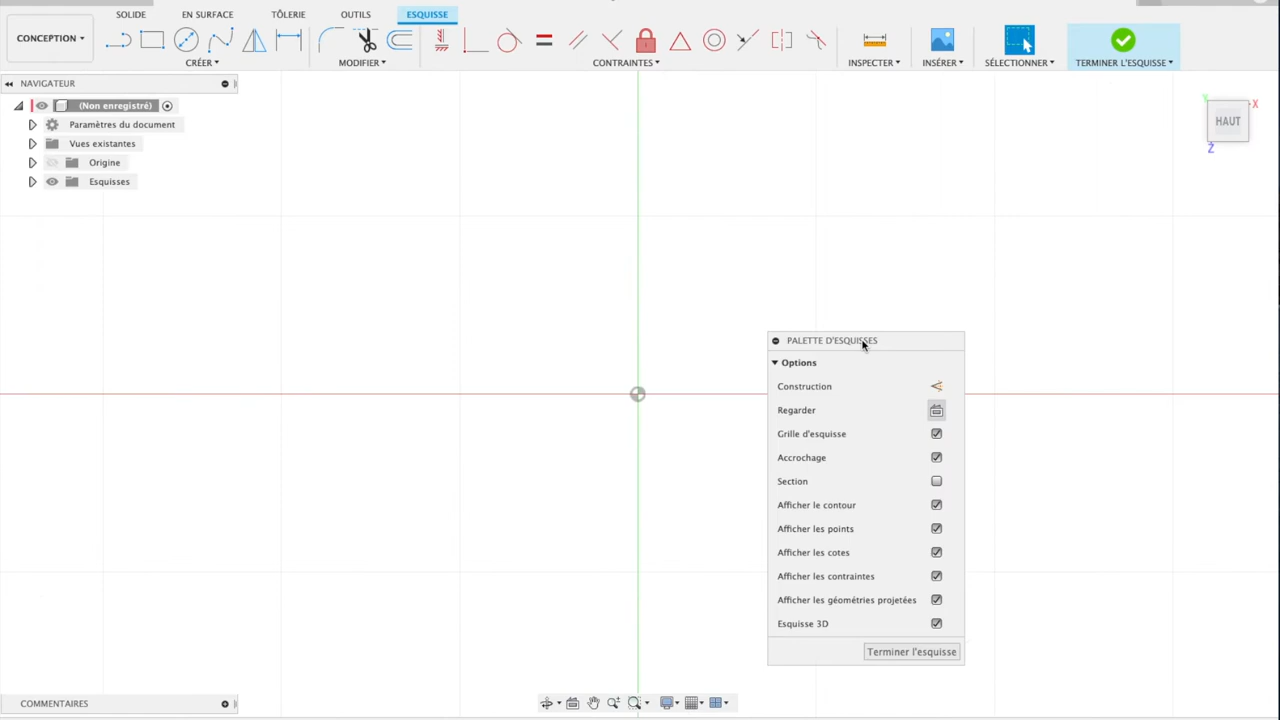 SOLIDE EN SURFACE TÔLERIE OUTILS ESQUISSE
CONCEPTION
CRÉER MODIFIER CONTRAINTES INSPECTER INSÉRER SÉLECTIONNER TERMINER L'ESQUISSE
NAVIGATEUR
(Non enregistré)
Paramètres du document
Vues existantes
Origine
Esquisses
Y X
HAUT
Z
PALETTE D'ESQUISSES
Options
Construction
Regarder
Grille d'esquisse
Accrochage
Section
Afficher le contour
Afficher les points
Afficher les cotes
Afficher les contraintes
Afficher les géométries projetées
Esquisse 3D
Terminer l'esquisse
COMMENTAIRES